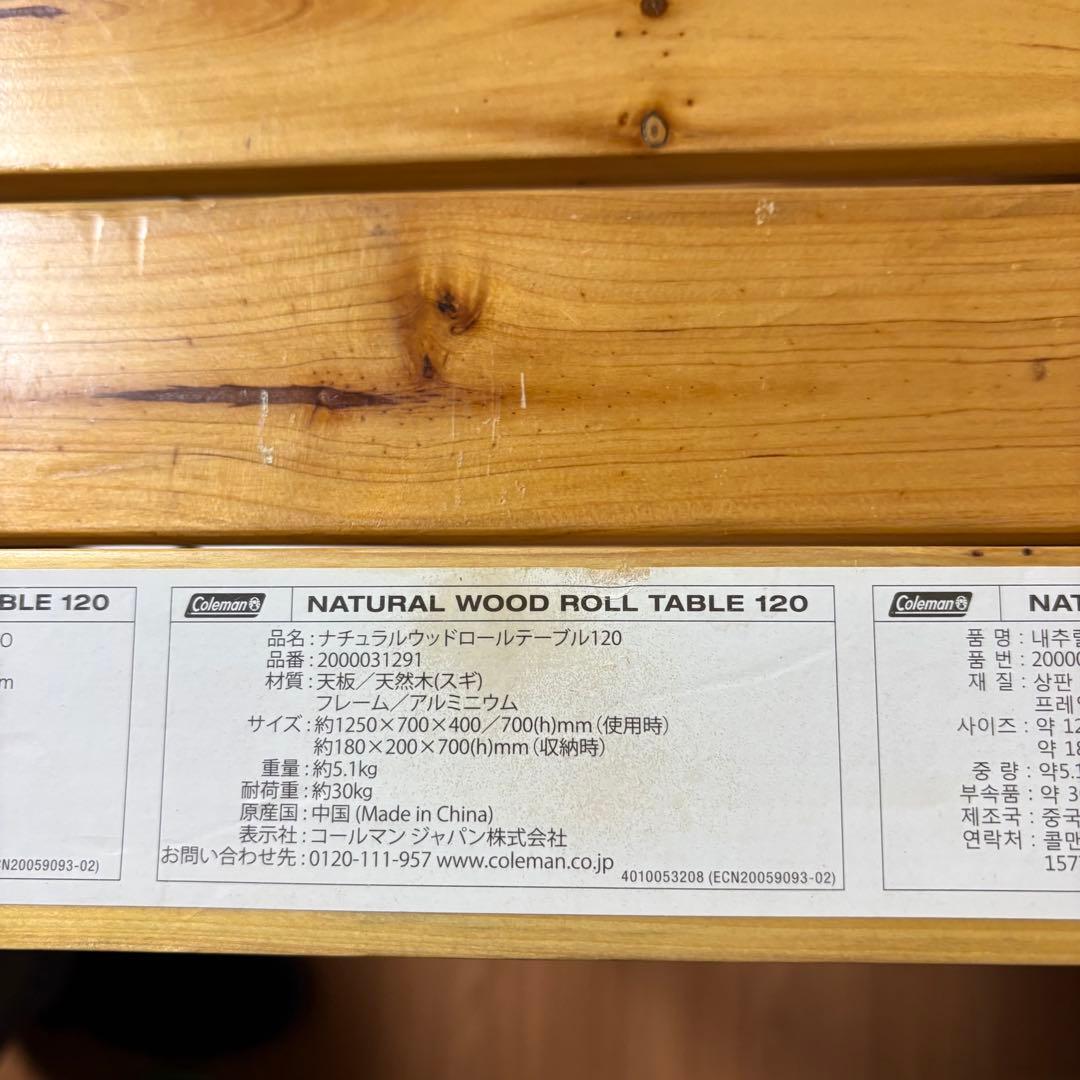 BLE 120
0
m
CN20059093-02)
Coleman
NATURAL WOOD ROLL TABLE 120
品名:ナチュラルウッドロールテーブル120
品番:2000031291
材質:天板/天然木(スギ)
フレーム/アルミニウム
サイズ:約1250×700×400/700(h)mm(使用時)
約180×200×700(h)mm(収納時)
重量:約5.1kg
耐荷重:約30kg
原産国:中国 (Made in China)
表示社:コールマン ジャパン株式会社
お問い合わせ先:0120-111-957 www.coleman.co.jp
4010053208 (ECN20059093-02)
Coleman
NAT
품 명 : 내추럴
품 번 : 20000
재 질 : 상판
프레임
사이즈 : 약 12
약 18
중 량 : 약5.1
부속품 : 약 30
제조국 : 중국
연락처 : 콜맨
157